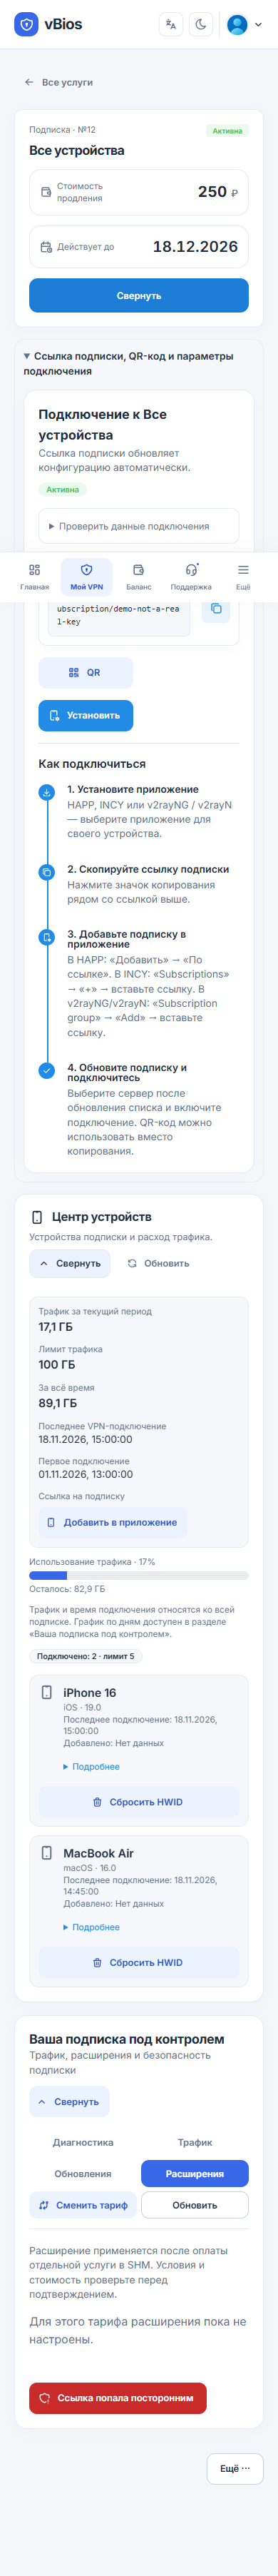 vBios
Все услуги
Подписка · №12
Активна
Все устройства
Стоимость
продления
250 ₽
Действует до
18.12.2026
Свернуть
▼ Ссылка подписки, QR-код и параметры
подключения
Подключение к Все
устройства
Ссылка подписки обновляет
конфигурацию автоматически.
Активна
► Проверить данные подключения
Главная
Мой VPN
Баланс
Поддержка
Ещё
ubscription/demo-not-a-rea
l-key
QR
Установить
Как подключиться
1. Установите приложение
HAPP, INCY или v2rayNG / v2rayN
— выберите приложение для
своего устройства.
2. Скопируйте ссылку подписки
Нажмите значок копирования
рядом со ссылкой выше.
3. Добавьте подписку в
приложение
В HAPP: «Добавить» → «По
ссылке». В INCY: «Subscriptions»
→ «+» → вставьте ссылку. В
v2rayNG/v2rayN: «Subscription
group» → «Add» → вставьте
ссылку.
4. Обновите подписку и
подключитесь
Выберите сервер после
обновления списка и включите
подключение. QR-код можно
использовать вместо
копирования.
Центр устройств
Устройства подписки и расход трафика.
Свернуть
Обновить
Трафик за текущий период
17,1 ГБ
Лимит трафика
100 ГБ
За всё время
89,1 ГБ
Последнее VPN-подключение
18.11.2026, 15:00:00
Первое подключение
01.11.2026, 13:00:00
Ссылка на подписку
Добавить в приложение
Использование трафика · 17%
Осталось: 82,9 ГБ
Трафик и время подключения относятся ко всей
подписке. График по дням доступен в разделе
«Ваша подписка под контролем».
Подключено: 2 · лимит 5
iPhone 16
iOS · 19.0
Последнее подключение: 18.11.2026,
15:00:00
Добавлено: Нет данных
► Подробнее
Сбросить HWID
MacBook Air
macOS · 16.0
Последнее подключение: 18.11.2026,
14:45:00
Добавлено: Нет данных
► Подробнее
Сбросить HWID
Ваша подписка под контролем
Трафик, расширения и безопасность
подписки
Свернуть
Диагностика
Трафик
Обновления
Расширения
Сменить тариф
Обновить
Расширение применяется после оплаты
отдельной услуги в SHM. Условия и
стоимость проверьте перед
подтверждением.
Для этого тарифа расширения пока не
настроены.
Ссылка попала посторонним
Ещё ···